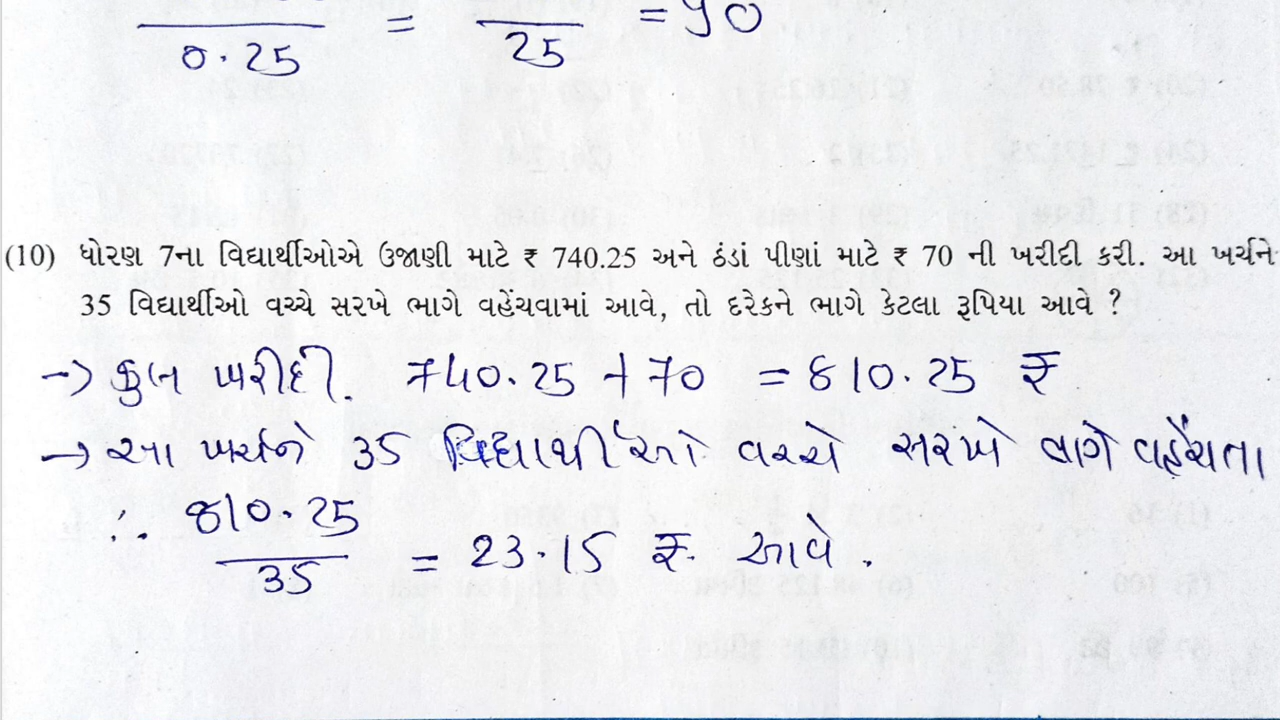 0.25 = 25 = 90
(10) ધોરણ 7ના વિદ્યાર્થીઓએ ઉજાણી માટે ₹ 740.25 અને ઠંડાં પીણાં માટે ₹ 70 ની ખરીદી કરી. આ ખર્ચને
35 વિદ્યાર્થીઓ વચ્ચે સરખે ભાગે વહેંચવામાં આવે, તો દરેકને ભાગે કેટલા રૂપિયા આવે ?
→ કુલ ખરીદી. 740.25 + 70 = 810.25 ₹
→ આ ખર્ચને 35 વિદ્યાર્થીઓ વચ્ચે સરખે ભાગે વહેંચતા
∴ 810.25
35 = 23.15 ₹. આવે.